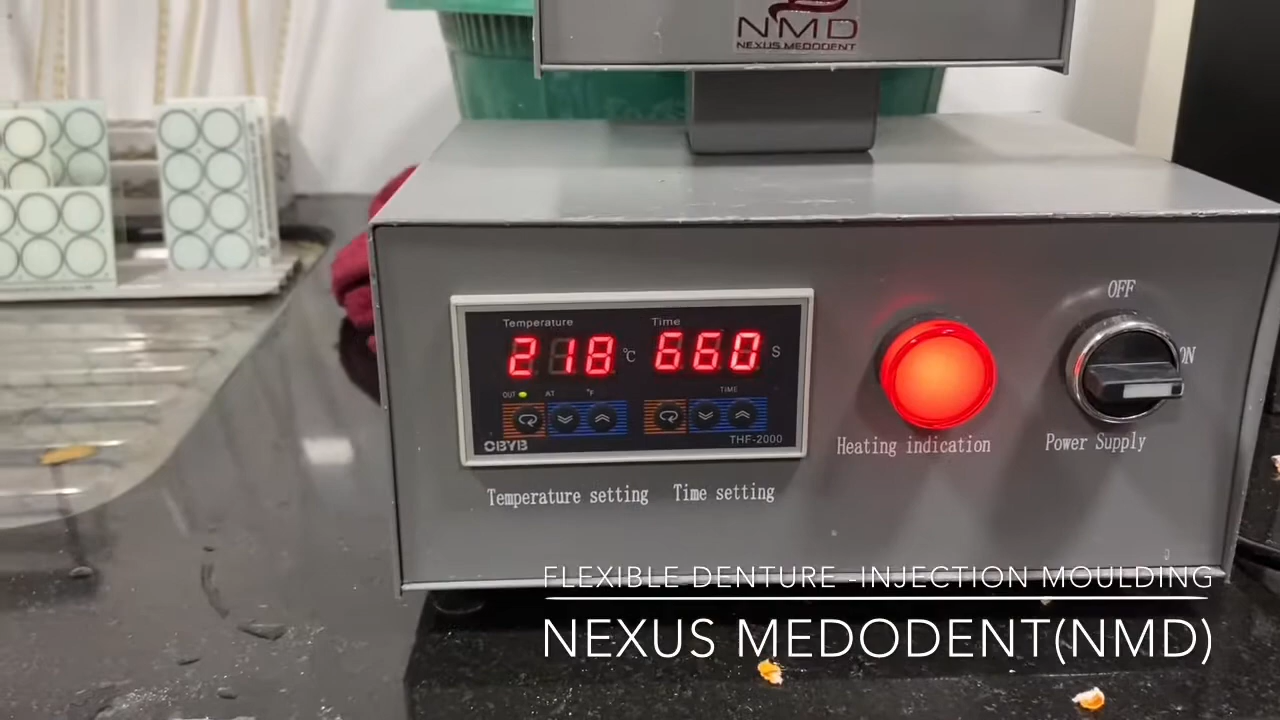 NMD
NEXUS MEDODENT
OFF
ON
Temperature Time
218 °C 660 S
OUT AT °F TIME
OBYB THF-2000
Heating indication
Power Supply
Temperature setting Time setting
FLEXIBLE DENTURE -INJECTION MOULDING
NEXUS MEDODENT(NMD)